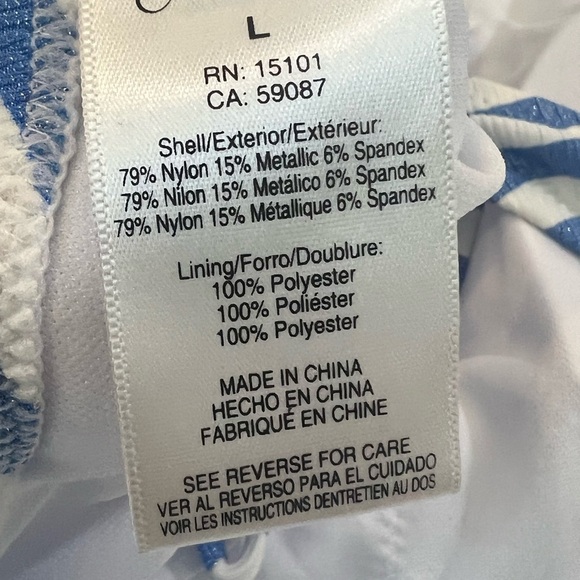 L
RN: 15101
CA: 59087
Shell/Exterior/Extérieur:
79% Nylon 15% Metallic 6% Spandex
79% Nilon 15% Metálico 6% Spandex
79% Nylon 15% Métallique 6% Spandex
Lining/Forro/Doublure:
100% Polyester
100% Poliéster
100% Polyester
MADE IN CHINA
HECHO EN CHINA
FABRIQUÉ EN CHINE
SEE REVERSE FOR CARE
VER AL REVERSO PARA EL CUIDADO
VOIR LES INSTRUCTIONS DENTRETIEN AU DOS